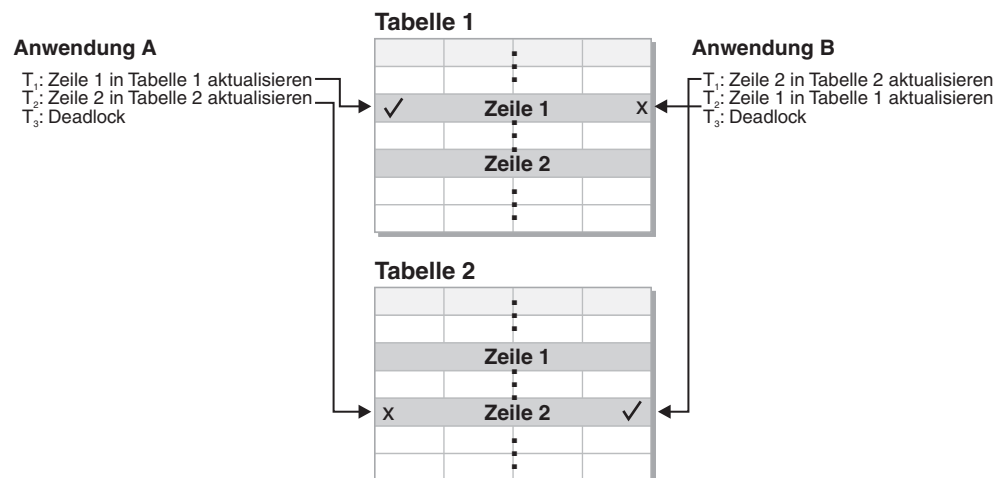 Tabelle 1
Anwendung A
T₁: Zeile 1 in Tabelle 1 aktualisieren
T₂: Zeile 2 in Tabelle 2 aktualisieren
T₃: Deadlock
Zeile 1
x
Zeile 2
Anwendung B
T₁: Zeile 2 in Tabelle 2 aktualisieren
T₂: Zeile 1 in Tabelle 1 aktualisieren
T₃: Deadlock
Tabelle 2
Zeile 1
x Zeile 2